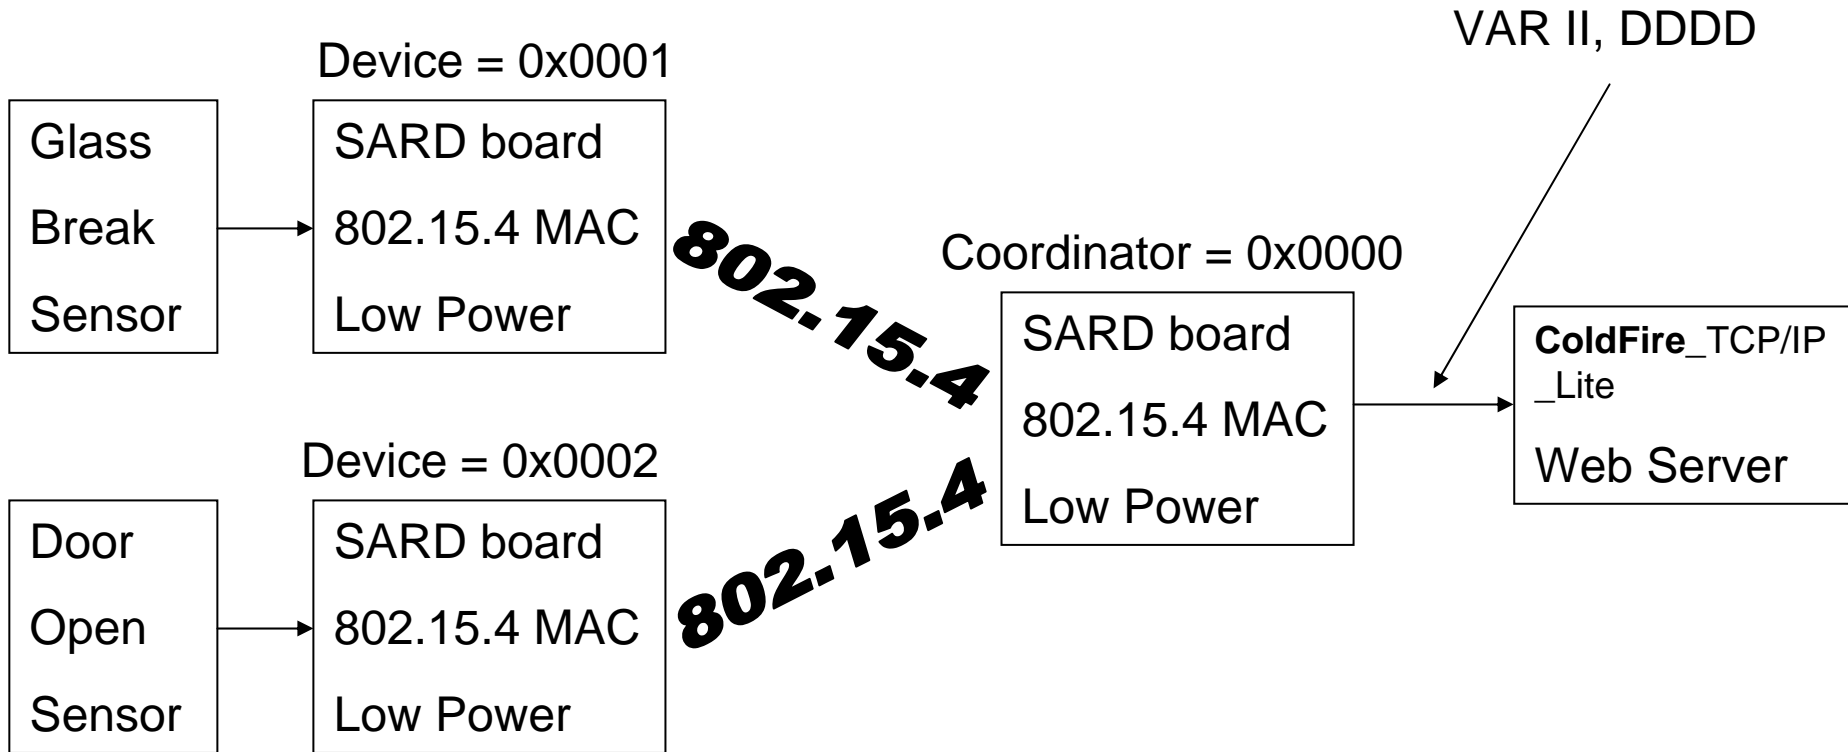 VAR II, DDDD
Device = 0x0001
Glass
Break
Sensor
SARD board
802.15.4 MAC
Low Power
802.15.4
Coordinator = 0x0000
SARD board
802.15.4 MAC
Low Power
ColdFire_TCP/IP
_Lite
Web Server
Device = 0x0002
Door
Open
Sensor
SARD board
802.15.4 MAC
Low Power
802.15.4